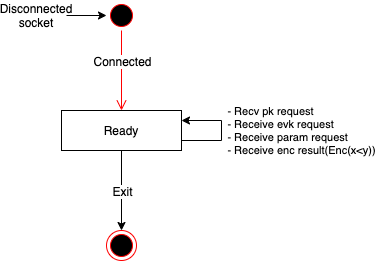 Disconnected
socket
Connected
Ready
- Recv pk request
- Receive evk request
- Receive param request
- Receive enc result(Enc(x<y))
Exit